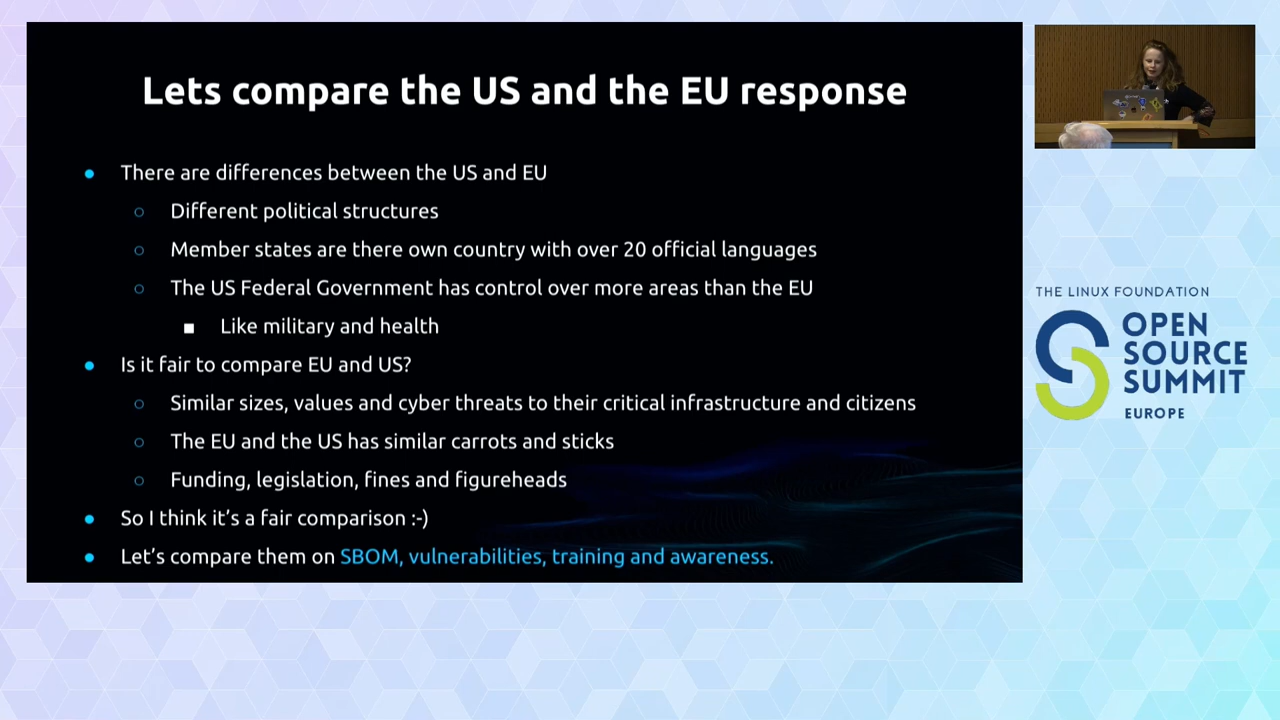 Lets compare the US and the EU response
There are differences between the US and EU
Different political structures
Member states are there own country with over 20 official languages
The US Federal Government has control over more areas than the EU
Like military and health
Is it fair to compare EU and US?
Similar sizes, values and cyber threats to their critical infrastructure and citizens
The EU and the US has similar carrots and sticks
Funding, legislation, fines and figureheads
So I think it's a fair comparison :-)
Let's compare them on SBOM, vulnerabilities, training and awareness.
THE LINUX FOUNDATION
OPEN
SOURCE
SUMMIT
EUROPE